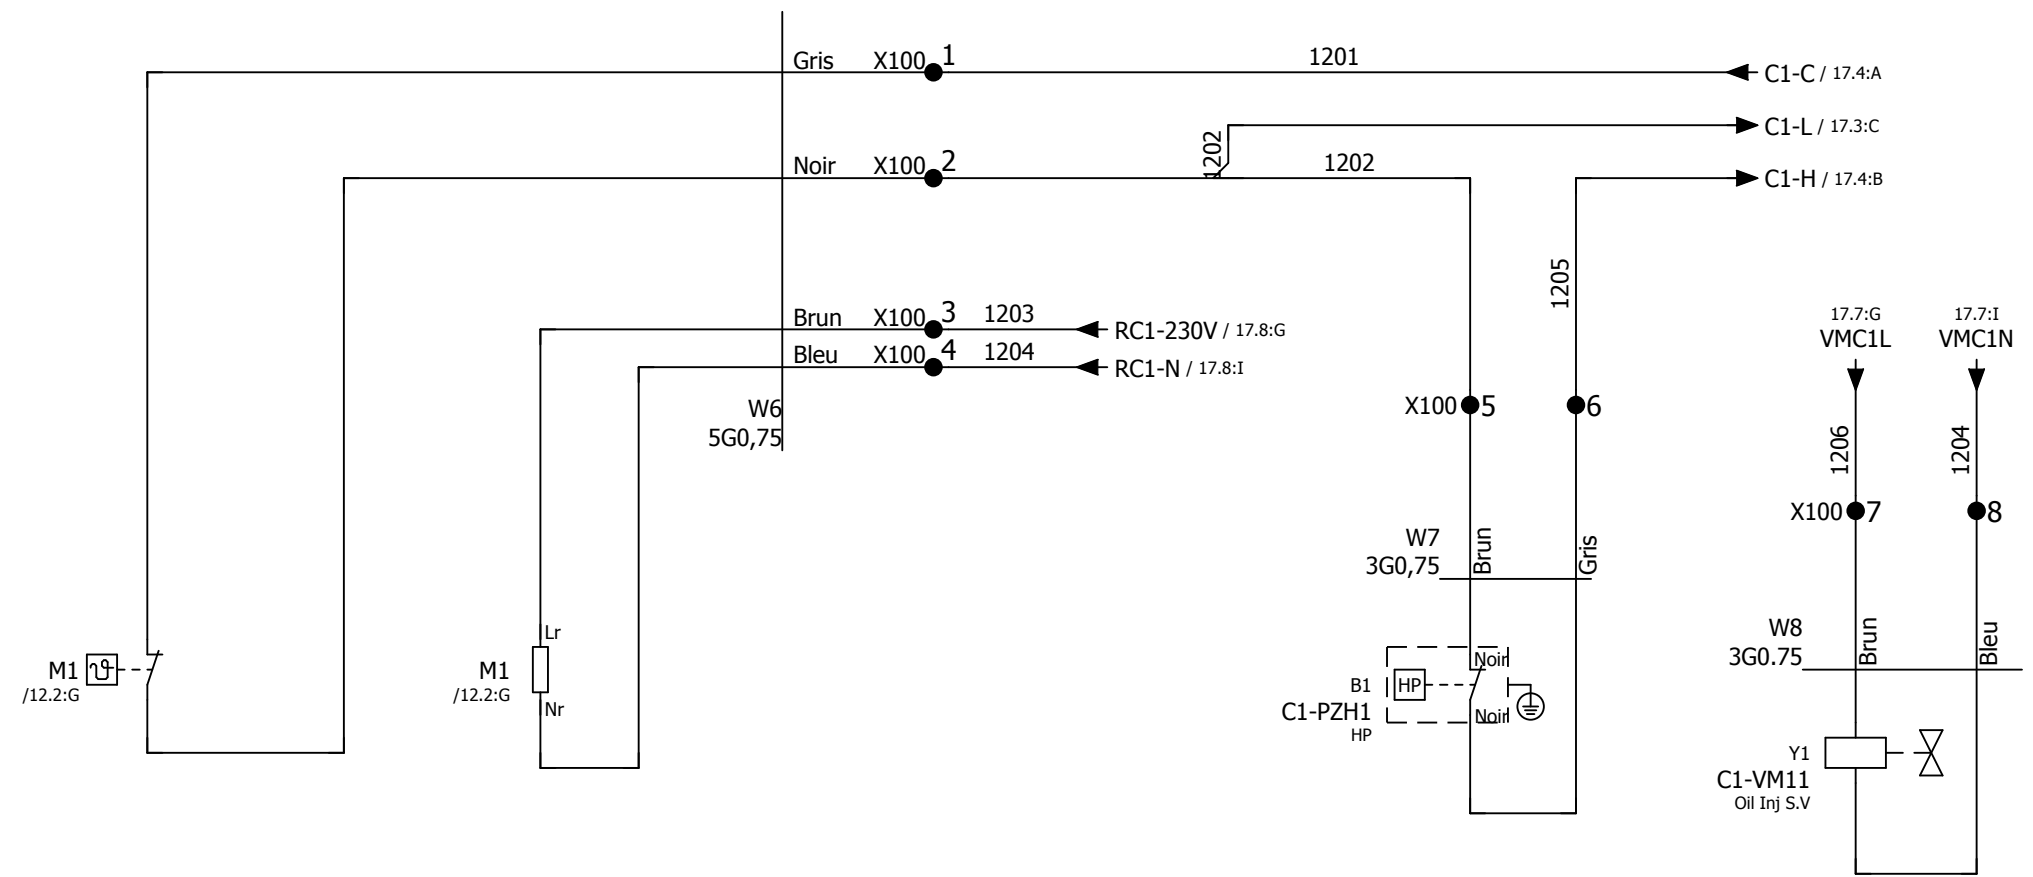 Gris X100 1 1201 C1-C / 17.4:A
C1-L / 17.3:C
1202
Noir X100 2 1202 C1-H / 17.4:B
1205
Brun X100 3 1203 RC1-230V / 17.8:G
Bleu X100 4 1204 RC1-N / 17.8:I
17.7:G 17.7:I
VMC1L VMC1N
W6
5G0,75
X100 5 6
1206 1204
X100 7 8
W7
3G0,75
Brun Gris
W8
3G0.75
Brun Bleu
M1
/12.2:G
Lr
M1
/12.2:G
Nr
Noir
B1 HP
C1-PZH1
HP
Noir
Y1
C1-VM11
Oil Inj S.V